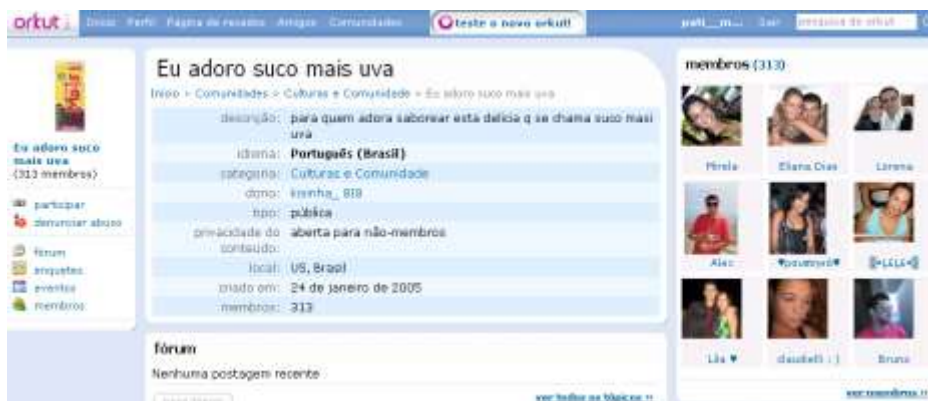 orkut
Início Perfil Página de recados Amigos Comunidades
teste o novo orkut!
Sair
pesquisa do orkut
Eu adoro suco mais uva
(313 membros)
participar
denunciar abuso
fórum
enquetes
eventos
membros
Eu adoro suco mais uva
Início > Comunidades > Culturas e Comunidade > Eu adoro suco mais uva
descrição: para quem adora saborear esta delicia q se chama suco masi
uva
idioma: Português (Brasil)
categoria: Culturas e Comunidade
dono:
tipo: pública
privacidade do conteúdo: aberta para não-membros
local: US, Brasil
criado em: 24 de janeiro de 2005
membros: 313
fórum
Nenhuma postagem recente
ver todos os tópicos »
membros (313)
Mirela Eliana Dias Lorena
Alex
Lila ♥ Bruno
ver membros »